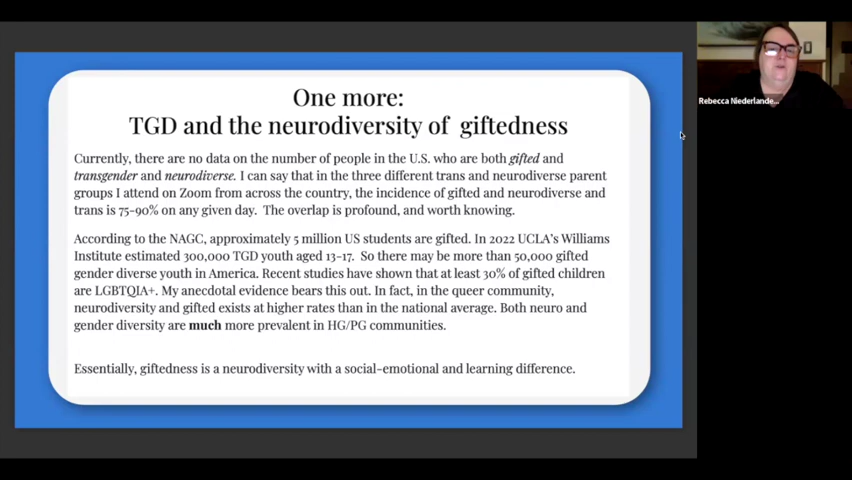 One more:
TGD and the neurodiversity of giftedness
Currently, there are no data on the number of people in the U.S. who are both gifted and
transgender and neurodiverse. I can say that in the three different trans and neurodiverse parent
groups I attend on Zoom from across the country, the incidence of gifted and neurodiverse and
trans is 75-90% on any given day. The overlap is profound, and worth knowing.
According to the NAGC, approximately 5 million US students are gifted. In 2022 UCLA's Williams
Institute estimated 300,000 TGD youth aged 13-17. So there may be more than 50,000 gifted
gender diverse youth in America. Recent studies have shown that at least 30% of gifted children
are LGBTQIA+. My anecdotal evidence bears this out. In fact, in the queer community,
neurodiversity and gifted exists at higher rates than in the national average. Both neuro and
gender diversity are much more prevalent in HG/PG communities.
Essentially, giftedness is a neurodiversity with a social-emotional and learning difference.
Rebecca Niederlande...